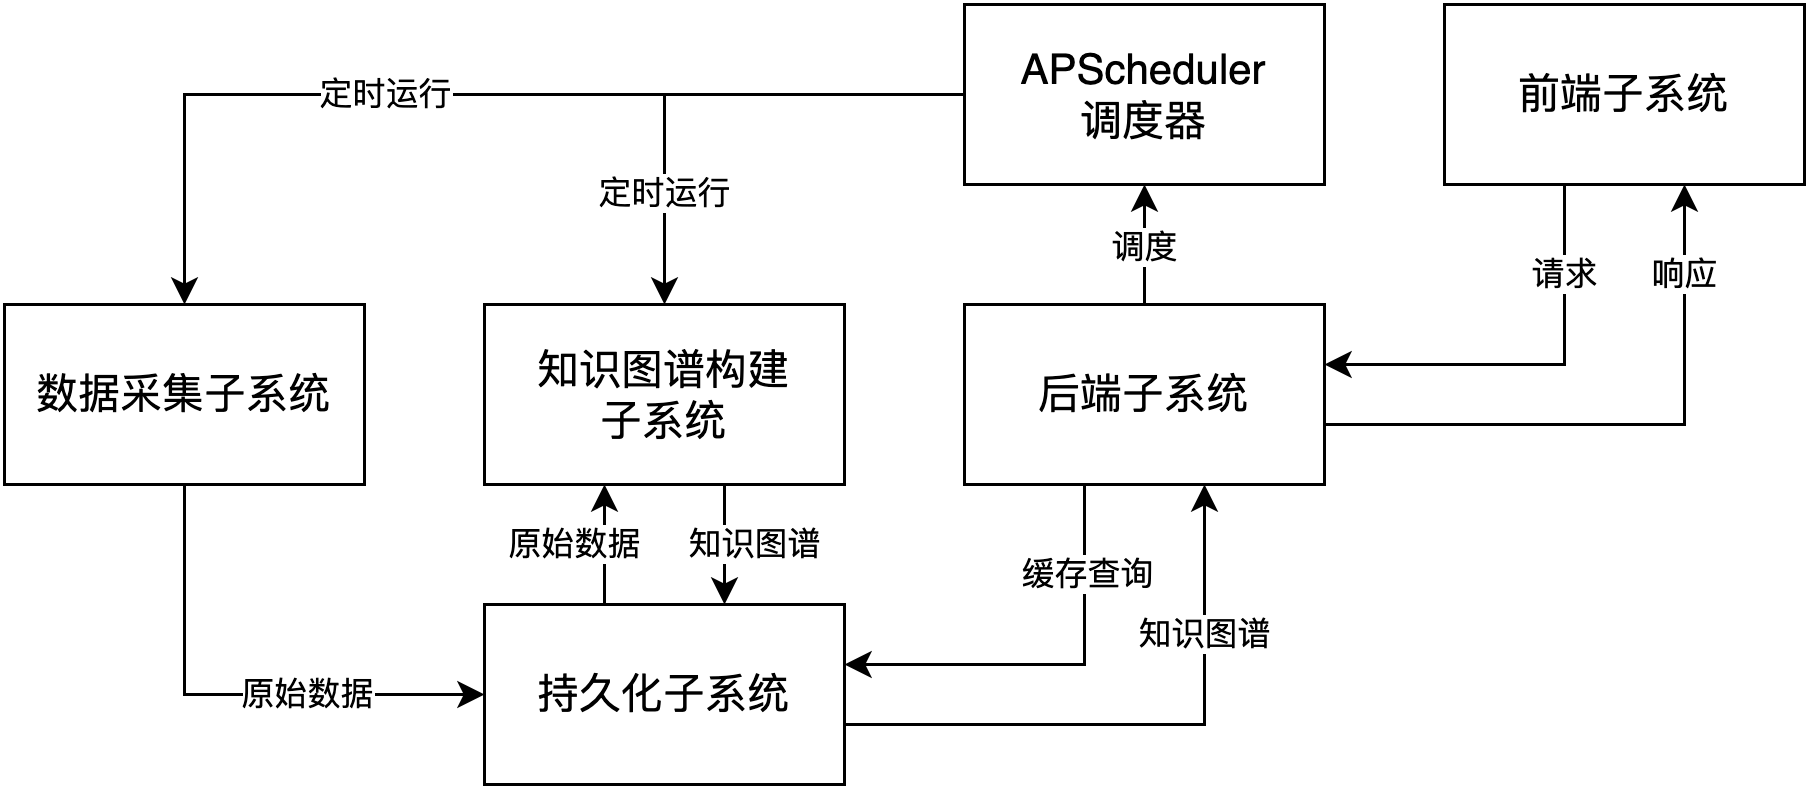 APScheduler
调度器
前端子系统
定时运行
定时运行
调度
请求
响应
数据采集子系统
知识图谱构建
子系统
后端子系统
原始数据
知识图谱
缓存查询
知识图谱
原始数据
持久化子系统